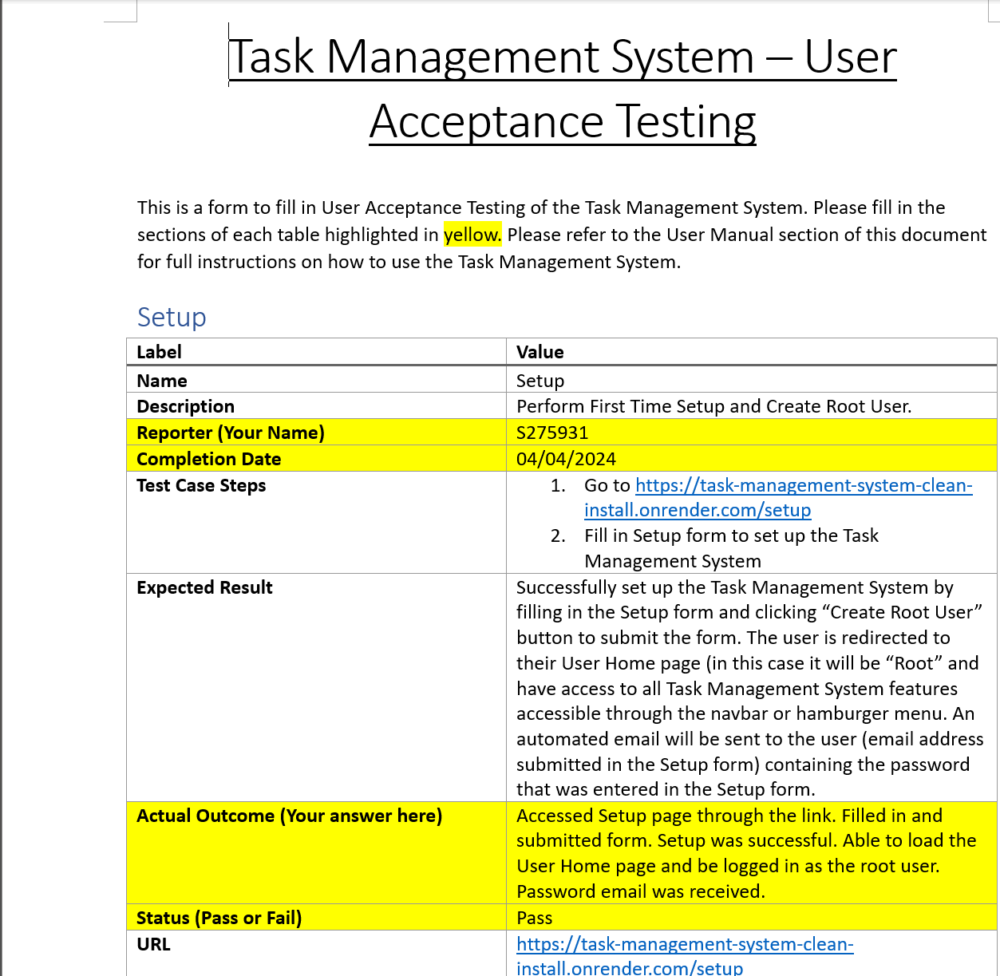 Task Management System – User
Acceptance Testing
This is a form to fill in User Acceptance Testing of the Task Management System. Please fill in the
sections of each table highlighted in yellow. Please refer to the User Manual section of this document
for full instructions on how to use the Task Management System.
Setup
Label Value
Name Setup
Description Perform First Time Setup and Create Root User.
Reporter (Your Name) S275931
Completion Date 04/04/2024
Test Case Steps 1. Go to https://task-management-system-clean-
install.onrender.com/setup
2. Fill in Setup form to set up the Task
Management System
Expected Result Successfully set up the Task Management System by
filling in the Setup form and clicking “Create Root User”
button to submit the form. The user is redirected to
their User Home page (in this case it will be “Root” and
have access to all Task Management System features
accessible through the navbar or hamburger menu. An
automated email will be sent to the user (email address
submitted in the Setup form) containing the password
that was entered in the Setup form.
Actual Outcome (Your answer here) Accessed Setup page through the link. Filled in and
submitted form. Setup was successful. Able to load the
User Home page and be logged in as the root user.
Password email was received.
Status (Pass or Fail) Pass
URL https://task-management-system-clean-
install.onrender.com/setup